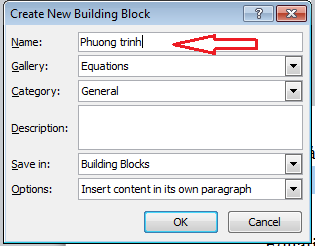 Create New Building Block
Name: Phuong trinh
Gallery: Equations
Category: General
Description:
Save in: Building Blocks
Options: Insert content in its own paragraph
OK Cancel